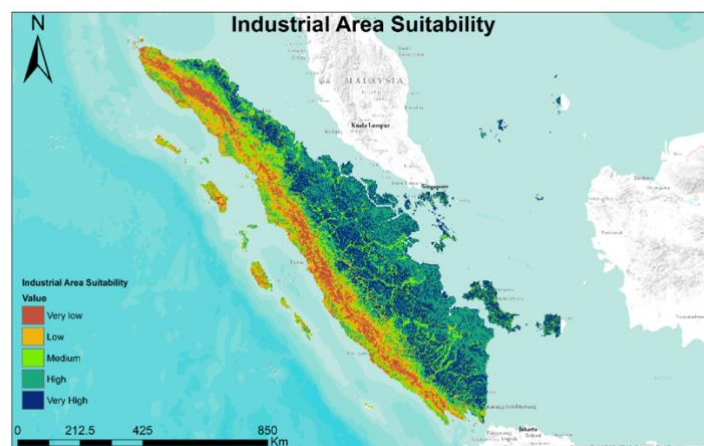 Industrial Area Suitability
N
MALAYSIA
Kuala Lumpur
Singapore
Industrial Area Suitability
Value
Very low
Low
Medium
High
Very High
0 212.5 425 850
Km
Jakarta